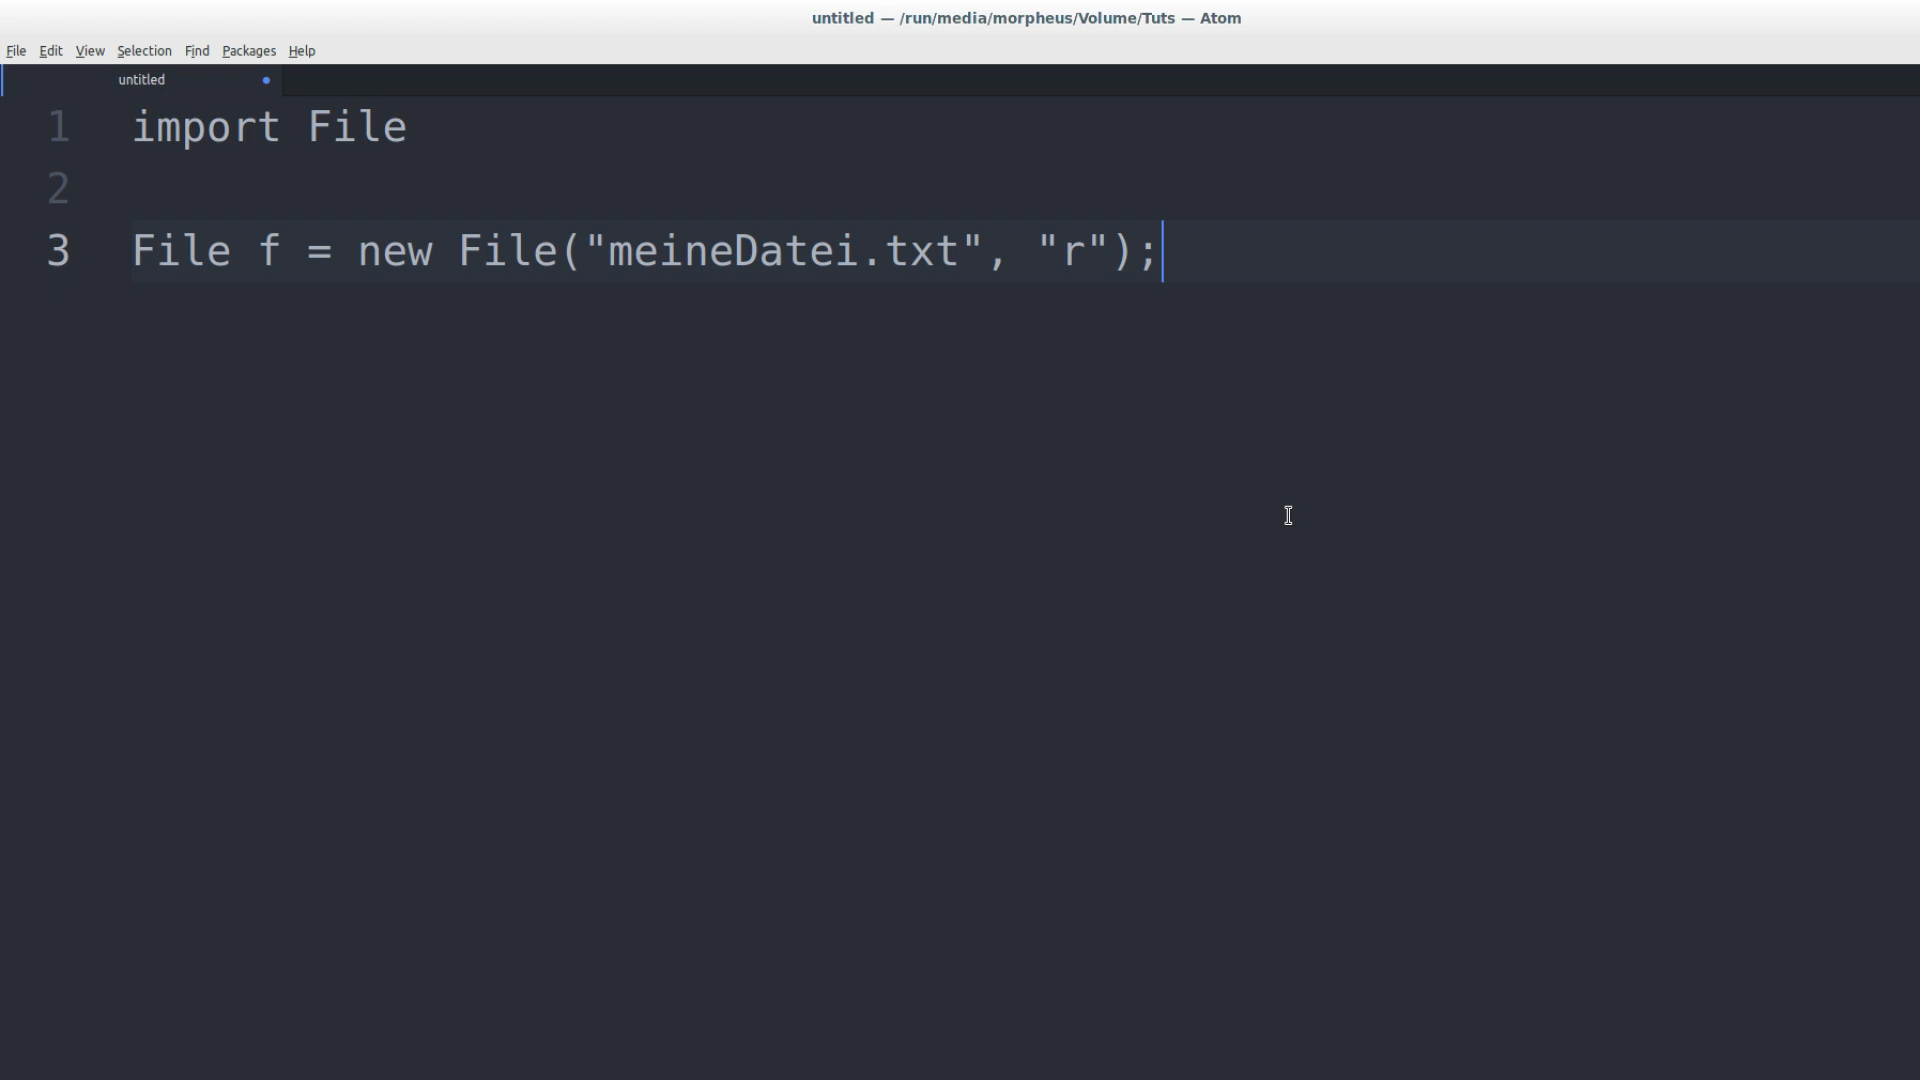 untitled — /run/media/morpheus/Volume/Tuts — Atom
File Edit View Selection Find Packages Help
untitled
1 import File
2
3 File f = new File("meineDatei.txt", "r");